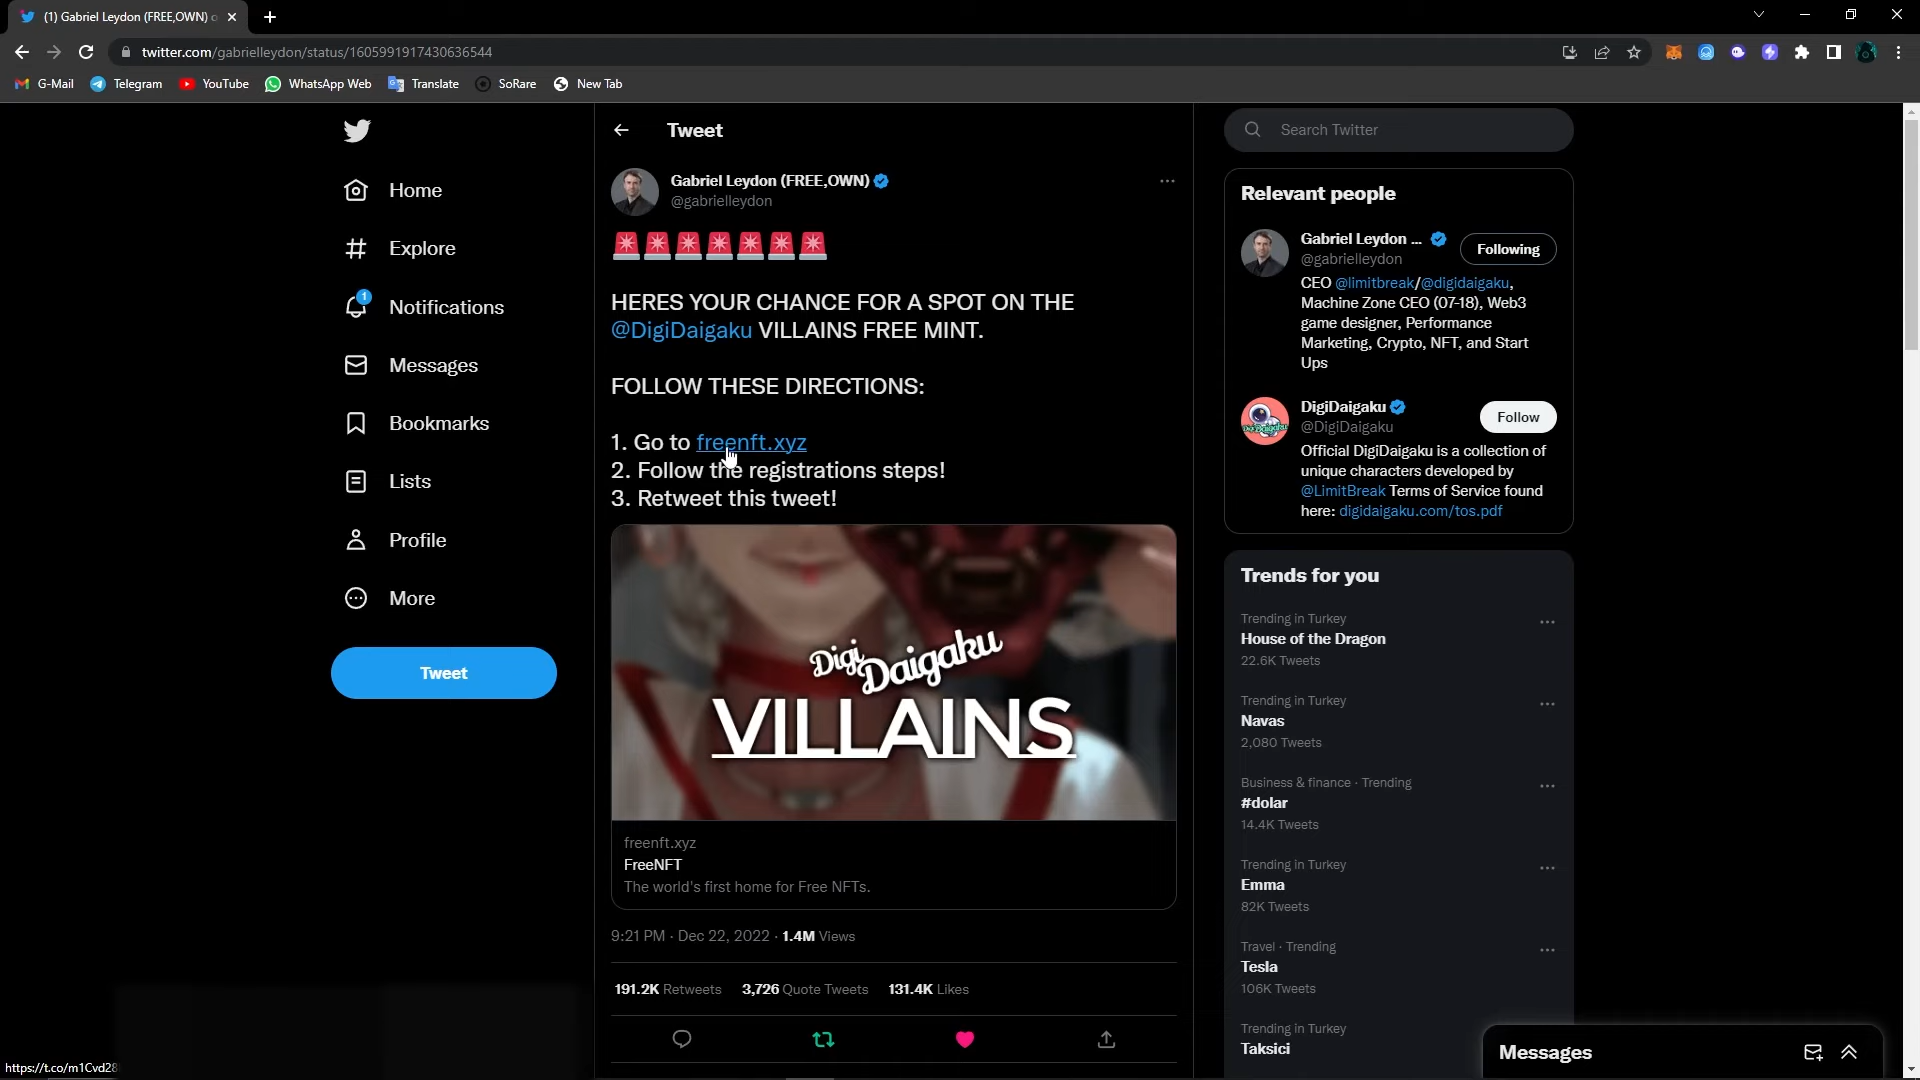 (1) Gabriel Leydon (FREE,OWN) o
twitter.com/gabrielleydon/status/1605991917430636544
G-Mail
Telegram
YouTube
WhatsApp Web
Translate
SoRare
New Tab
Home
Explore
1
Notifications
Messages
Bookmarks
Lists
Profile
More
Tweet
Tweet
Gabriel Leydon (FREE,OWN)
@gabrielleydon
HERES YOUR CHANCE FOR A SPOT ON THE
@DigiDaigaku VILLAINS FREE MINT.
FOLLOW THESE DIRECTIONS:
1. Go to freenft.xyz
2. Follow the registrations steps!
3. Retweet this tweet!
Digi Daigaku
VILLAINS
freenft.xyz
FreeNFT
The world's first home for Free NFTs.
9:21 PM · Dec 22, 2022 · 1.4M Views
191.2K Retweets 3,726 Quote Tweets 131.4K Likes
Search Twitter
Relevant people
Gabriel Leydon ...
@gabrielleydon
Following
CEO @limitbreak/@digidaigaku,
Machine Zone CEO (07-18), Web3
game designer, Performance
Marketing, Crypto, NFT, and Start
Ups
DigiDaigaku
@DigiDaigaku
Follow
Official DigiDaigaku is a collection of
unique characters developed by
@LimitBreak Terms of Service found
here: digidaigaku.com/tos.pdf
Trends for you
Trending in Turkey
House of the Dragon
22.6K Tweets
Trending in Turkey
Navas
2,080 Tweets
Business & finance · Trending
#dolar
14.4K Tweets
Trending in Turkey
Emma
82K Tweets
Travel · Trending
Tesla
106K Tweets
Trending in Turkey
Taksici
Messages
https://t.co/m1Cvd28